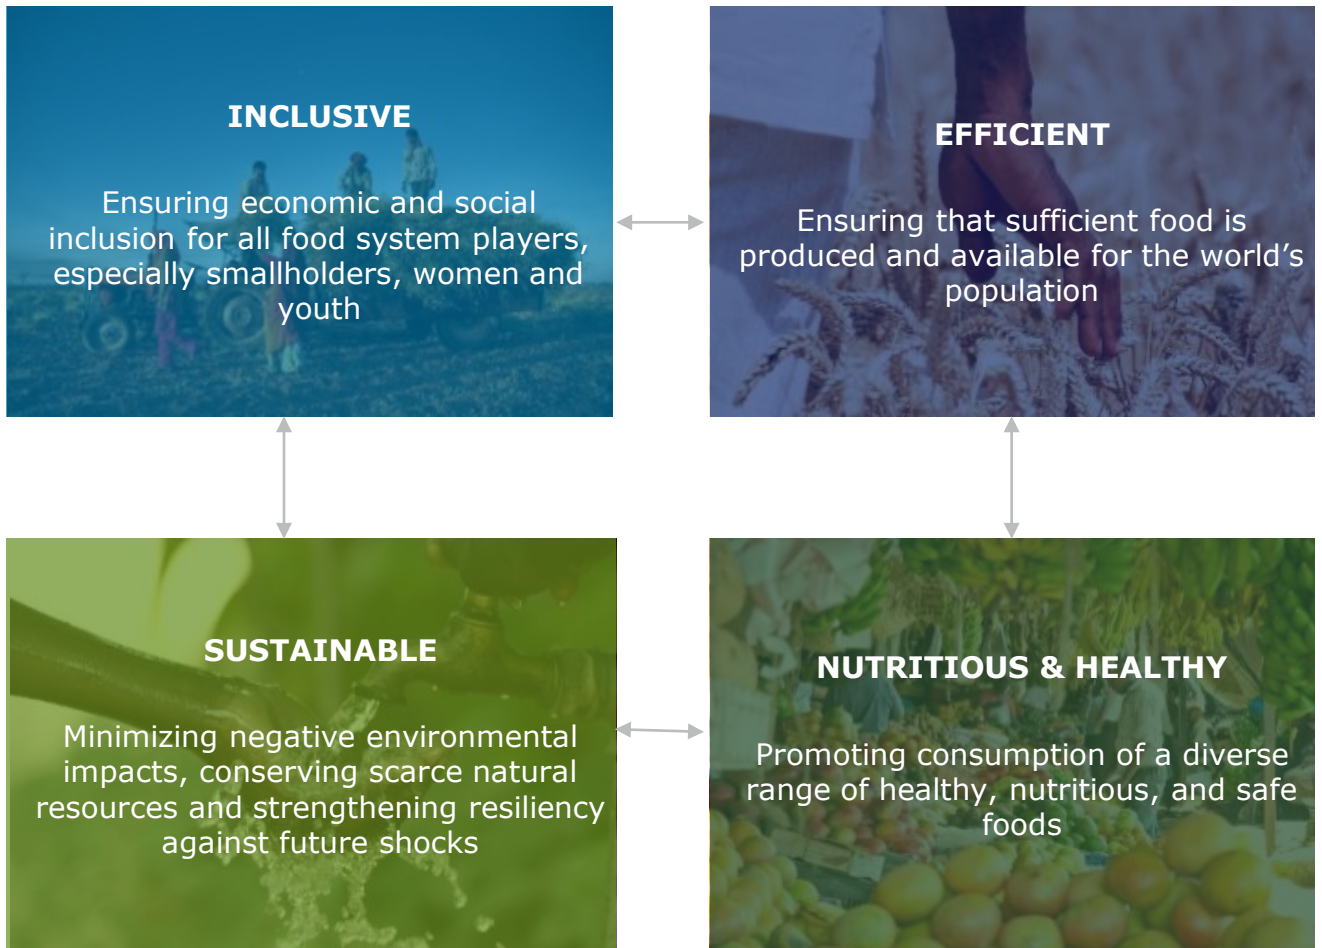 INCLUSIVE
Ensuring economic and social
inclusion for all food system players,
especially smallholders, women and
youth
EFFICIENT
Ensuring that sufficient food is
produced and available for the world’s
population
SUSTAINABLE
Minimizing negative environmental
impacts, conserving scarce natural
resources and strengthening resiliency
against future shocks
NUTRITIOUS & HEALTHY
Promoting consumption of a diverse
range of healthy, nutritious, and safe
foods